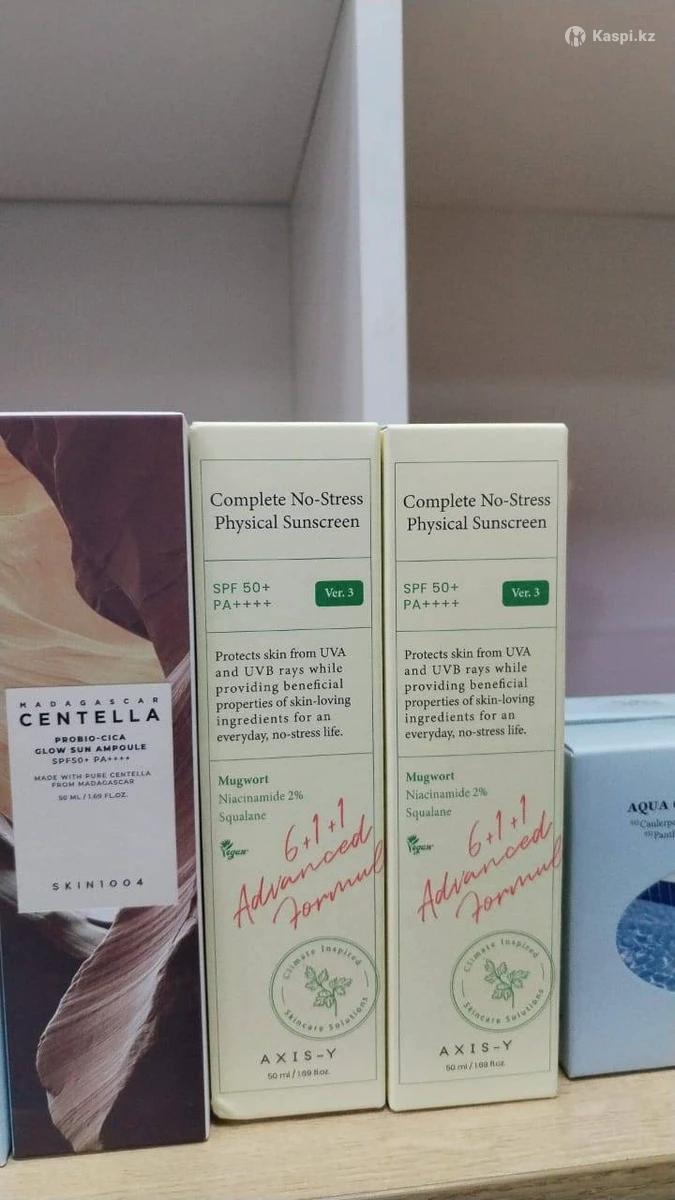 Kaspi.kz
MADAGASCAR
CENTELLA
PROBIO-CICA
GLOW SUN AMPOULE
SPF50+ PA++++
MADE WITH PURE CENTELLA
FROM MADAGASCAR
50 ML / 1.69 FL.OZ.
SKIN1004
Complete No-Stress
Physical Sunscreen
SPF 50+
PA++++
Ver. 3
Protects skin from UVA
and UVB rays while
providing beneficial
properties of skin-loving
ingredients for an
everyday, no-stress life.
Mugwort
Niacinamide 2%
Squalane
Vegan
6+1+1
Advanced
Formul
Climate Inspired
Skincare Solutions
AXIS-Y
50 ml / 1.69 fl.oz.
Complete No-Stress
Physical Sunscreen
SPF 50+
PA++++
Ver. 3
Protects skin from UVA
and UVB rays while
providing beneficial
properties of skin-loving
ingredients for an
everyday, no-stress life.
Mugwort
Niacinamide 2%
Squalane
Vegan
6+1+1
Advanced
Formul
Climate Inspired
Skincare Solutions
AXIS-Y
50 ml / 1.69 fl.oz.
AQUA